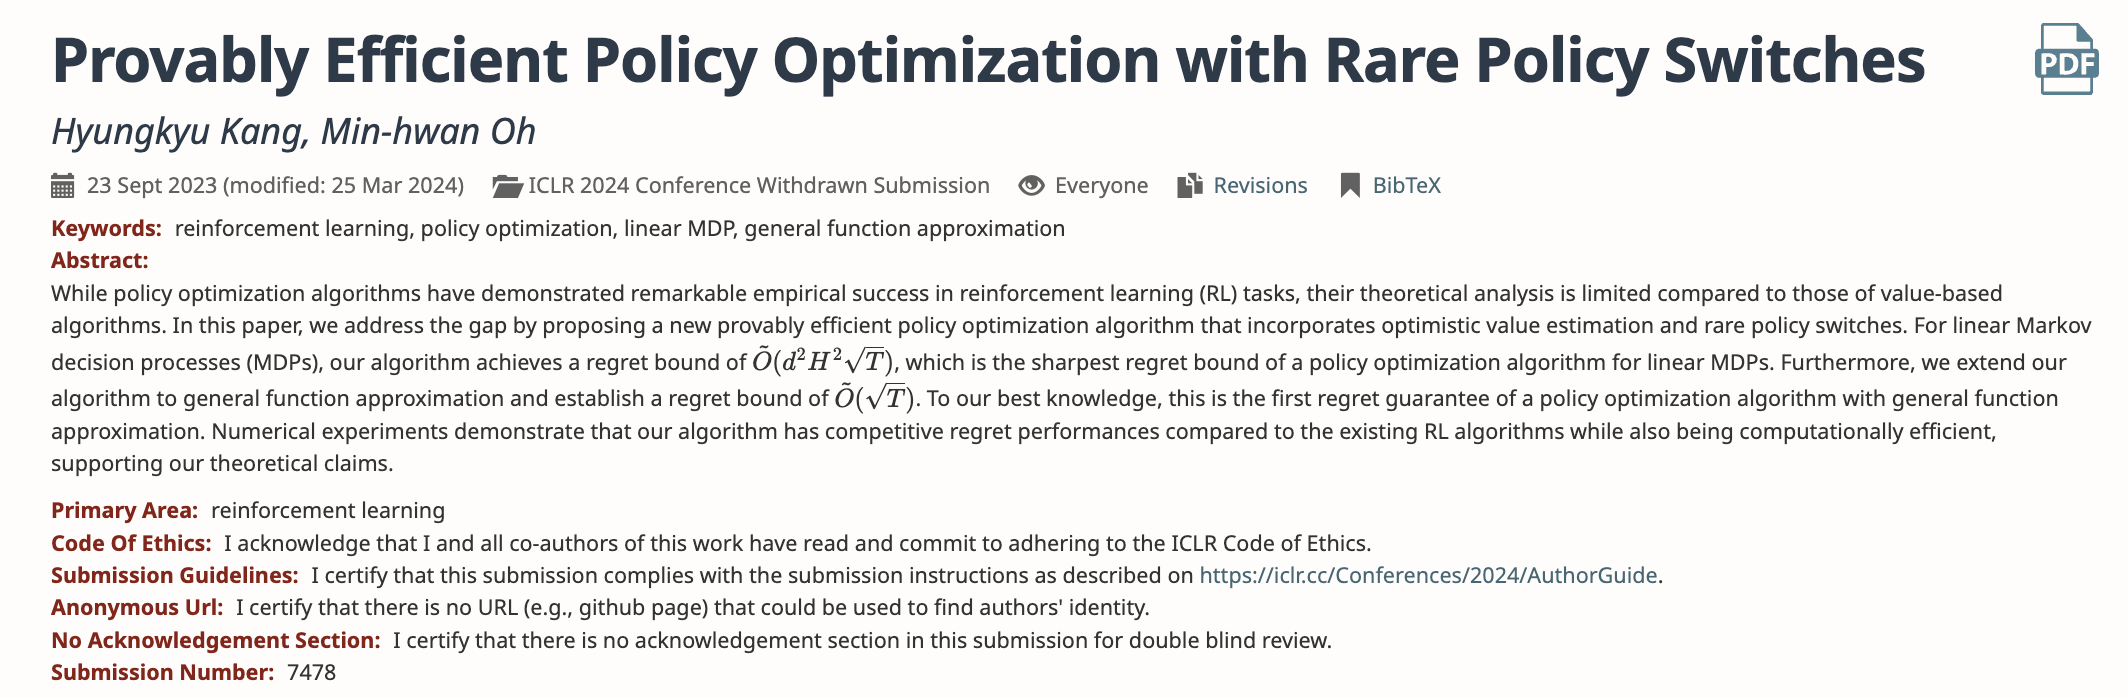 Provably Efficient Policy Optimization with Rare Policy Switches
PDF
Hyungkyu Kang, Min-hwan Oh
23 Sept 2023 (modified: 25 Mar 2024) ICLR 2024 Conference Withdrawn Submission Everyone Revisions BibTeX
Keywords: reinforcement learning, policy optimization, linear MDP, general function approximation
Abstract:
While policy optimization algorithms have demonstrated remarkable empirical success in reinforcement learning (RL) tasks, their theoretical analysis is limited compared to those of value-based
algorithms. In this paper, we address the gap by proposing a new provably efficient policy optimization algorithm that incorporates optimistic value estimation and rare policy switches. For linear Markov
decision processes (MDPs), our algorithm achieves a regret bound of Õ(d²H²√T), which is the sharpest regret bound of a policy optimization algorithm for linear MDPs. Furthermore, we extend our
algorithm to general function approximation and establish a regret bound of Õ(√T). To our best knowledge, this is the first regret guarantee of a policy optimization algorithm with general function
approximation. Numerical experiments demonstrate that our algorithm has competitive regret performances compared to the existing RL algorithms while also being computationally efficient,
supporting our theoretical claims.
Primary Area: reinforcement learning
Code Of Ethics: I acknowledge that I and all co-authors of this work have read and commit to adhering to the ICLR Code of Ethics.
Submission Guidelines: I certify that this submission complies with the submission instructions as described on https://iclr.cc/Conferences/2024/AuthorGuide.
Anonymous Url: I certify that there is no URL (e.g., github page) that could be used to find authors' identity.
No Acknowledgement Section: I certify that there is no acknowledgement section in this submission for double blind review.
Submission Number: 7478